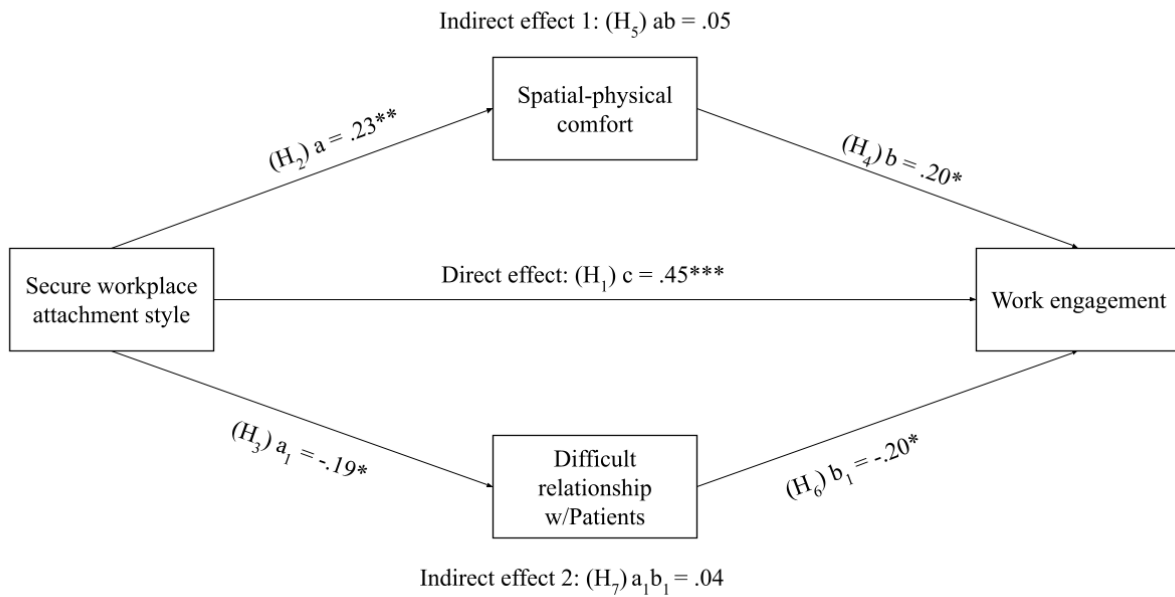 Indirect effect 1: (H₅) ab = .05
Spatial-physical
comfort
(H₂) a = .23**
(H₄) b = .20*
Secure workplace
attachment style
Direct effect: (H₁) c = .45***
Work engagement
(H₃) a₁ = -.19*
Difficult
relationship
w/Patients
(H₆) b₁ = -.20*
Indirect effect 2: (H₇) a₁b₁ = .04